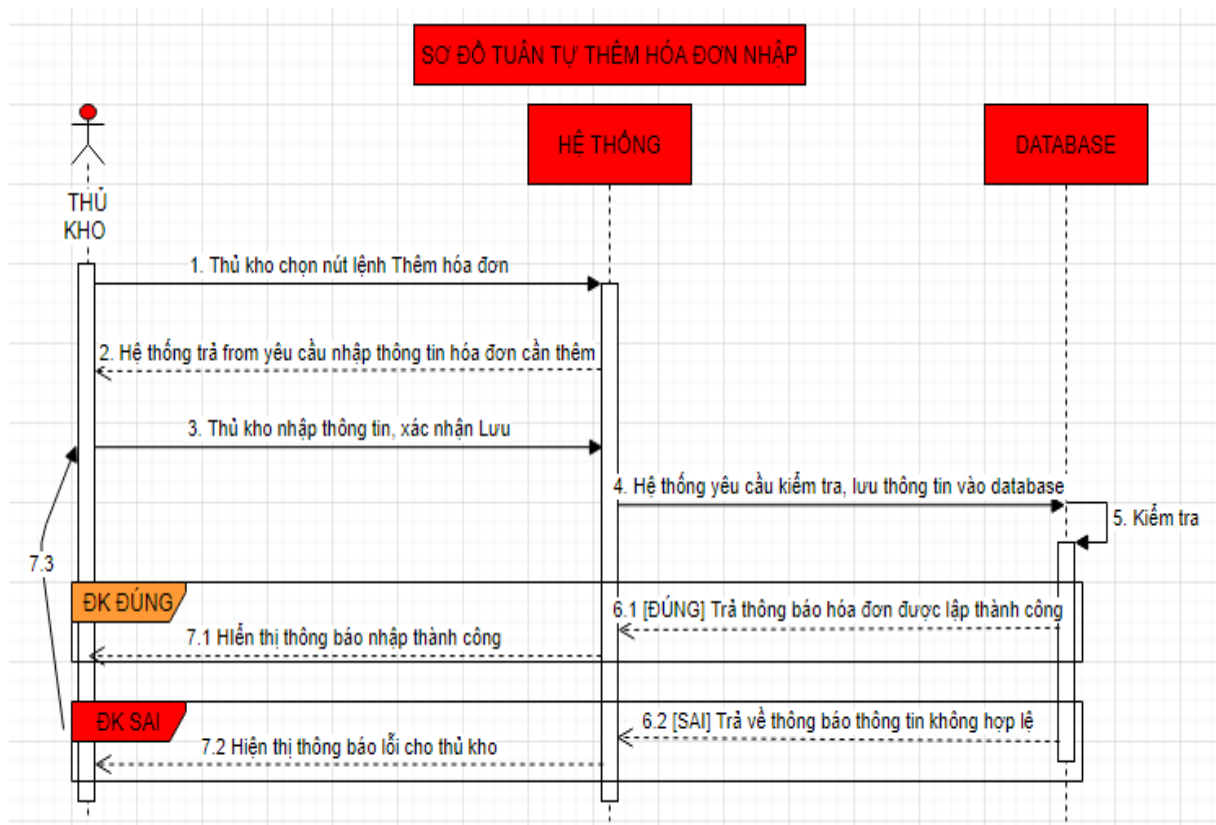 SƠ ĐỒ TUẦN TỰ THÊM HÓA ĐƠN NHẬP
HỆ THỐNG
DATABASE
THỦ
KHO
1. Thủ kho chọn nút lệnh Thêm hóa đơn
2. Hệ thống trả from yêu cầu nhập thông tin hóa đơn cần thêm
3. Thủ kho nhập thông tin, xác nhận Lưu
4. Hệ thống yêu cầu kiểm tra, lưu thông tin vào database
5. Kiểm tra
7.3
ĐK ĐÚNG
6.1 [ĐÚNG] Trả thông báo hóa đơn được lập thành công
7.1 HIển thị thông báo nhập thành công
ĐK SAI
6.2 [SAI] Trả về thông báo thông tin không hợp lệ
7.2 Hiện thị thông báo lỗi cho thủ kho